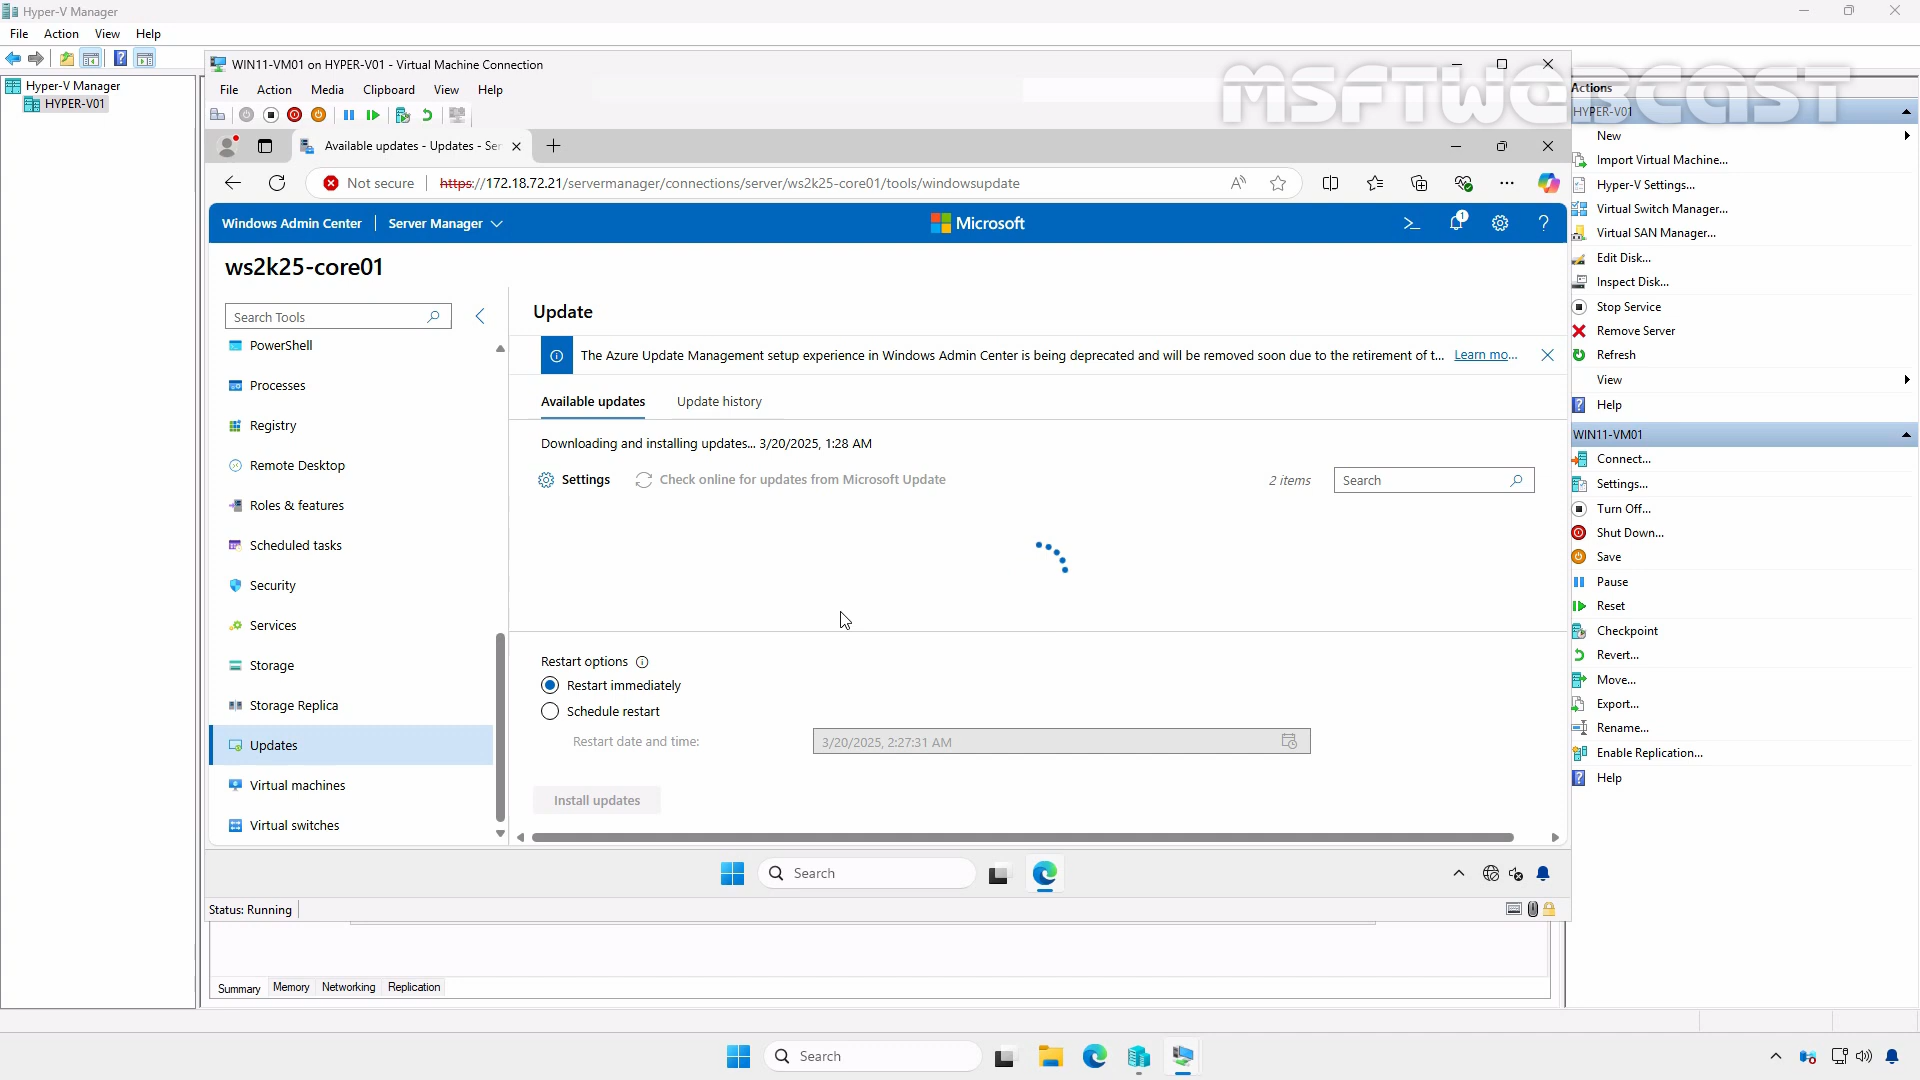 Hyper-V Manager
File Action View Help
Hyper-V Manager
HYPER-V01
WIN11-VM01 on HYPER-V01 - Virtual Machine Connection
File Action Media Clipboard View Help
MSFTWEBCAST
Available updates - Updates - Ser
Not secure https://172.18.72.21/servermanager/connections/server/ws2k25-core01/tools/windowsupdate
Windows Admin Center Server Manager Microsoft 1 ?
ws2k25-core01
Search Tools
PowerShell
Processes
Registry
Remote Desktop
Roles & features
Scheduled tasks
Security
Services
Storage
Storage Replica
Updates
Virtual machines
Virtual switches
Update
The Azure Update Management setup experience in Windows Admin Center is being deprecated and will be removed soon due to the retirement of t... Learn mo...
Available updates Update history
Downloading and installing updates... 3/20/2025, 1:28 AM
Settings Check online for updates from Microsoft Update 2 items Search
Restart options
Restart immediately
Schedule restart
Restart date and time: 3/20/2025, 2:27:31 AM
Install updates
Search
Status: Running
Summary Memory Networking Replication
Actions
HYPER-V01
New
Import Virtual Machine...
Hyper-V Settings...
Virtual Switch Manager...
Virtual SAN Manager...
Edit Disk...
Inspect Disk...
Stop Service
Remove Server
Refresh
View
Help
WIN11-VM01
Connect...
Settings...
Turn Off...
Shut Down...
Save
Pause
Reset
Checkpoint
Revert...
Move...
Export...
Rename...
Enable Replication...
Help
Search